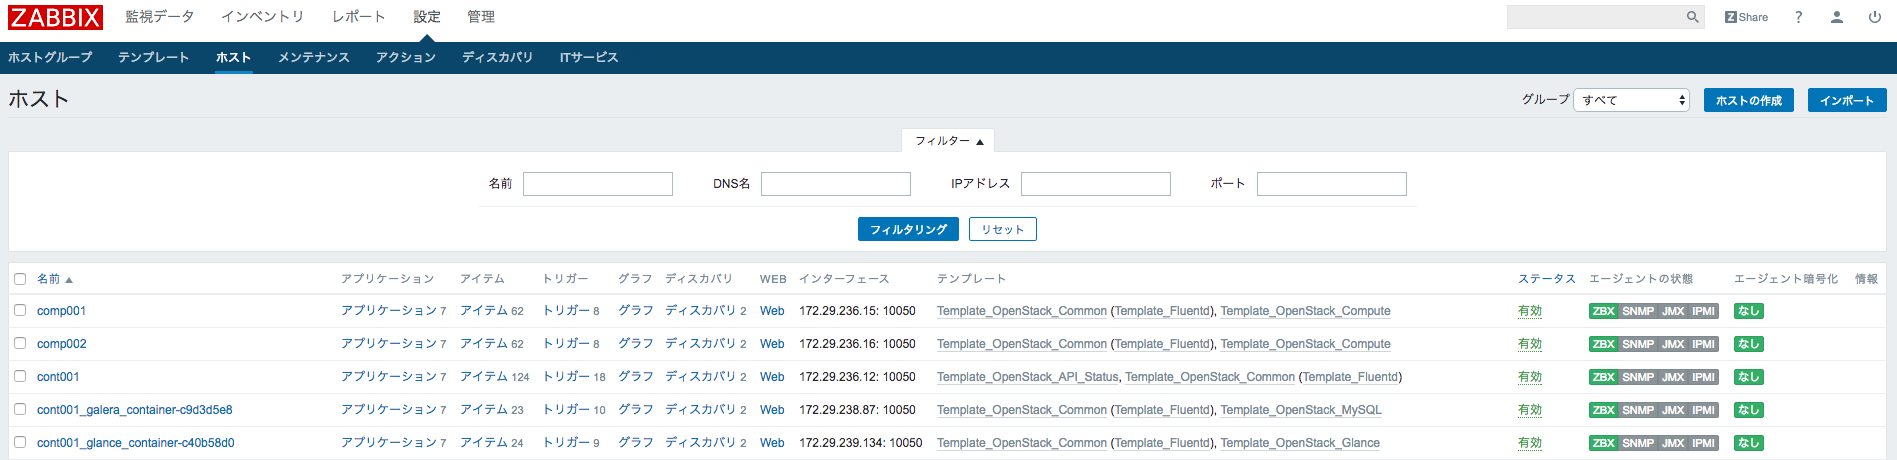 ZABBIX 監視データ インベントリ レポート 設定 管理 Z Share ?
ホストグループ テンプレート ホスト メンテナンス アクション ディスカバリ ITサービス
ホスト グループ すべて ホストの作成 インポート
フィルター ▲
名前 DNS名 IPアドレス ポート
フィルタリング リセット
名前 ▲ アプリケーション アイテム トリガー グラフ ディスカバリ WEB インターフェース テンプレート ステータス エージェントの状態 エージェント暗号化 情報
comp001 アプリケーション 7 アイテム 62 トリガー 8 グラフ ディスカバリ 2 Web 172.29.236.15: 10050 Template_OpenStack_Common (Template_Fluentd), Template_OpenStack_Compute 有効 ZBX SNMP JMX IPMI なし
comp002 アプリケーション 7 アイテム 62 トリガー 8 グラフ ディスカバリ 2 Web 172.29.236.16: 10050 Template_OpenStack_Common (Template_Fluentd), Template_OpenStack_Compute 有効 ZBX SNMP JMX IPMI なし
cont001 アプリケーション 7 アイテム 124 トリガー 18 グラフ ディスカバリ 2 Web 172.29.236.12: 10050 Template_OpenStack_API_Status, Template_OpenStack_Common (Template_Fluentd) 有効 ZBX SNMP JMX IPMI なし
cont001_galera_container-c9d3d5e8 アプリケーション 7 アイテム 23 トリガー 10 グラフ ディスカバリ 2 Web 172.29.238.87: 10050 Template_OpenStack_Common (Template_Fluentd), Template_OpenStack_MySQL 有効 ZBX SNMP JMX IPMI なし
cont001_glance_container-c40b58d0 アプリケーション 7 アイテム 24 トリガー 9 グラフ ディスカバリ 2 Web 172.29.239.134: 10050 Template_OpenStack_Common (Template_Fluentd), Template_OpenStack_Glance 有効 ZBX SNMP JMX IPMI なし